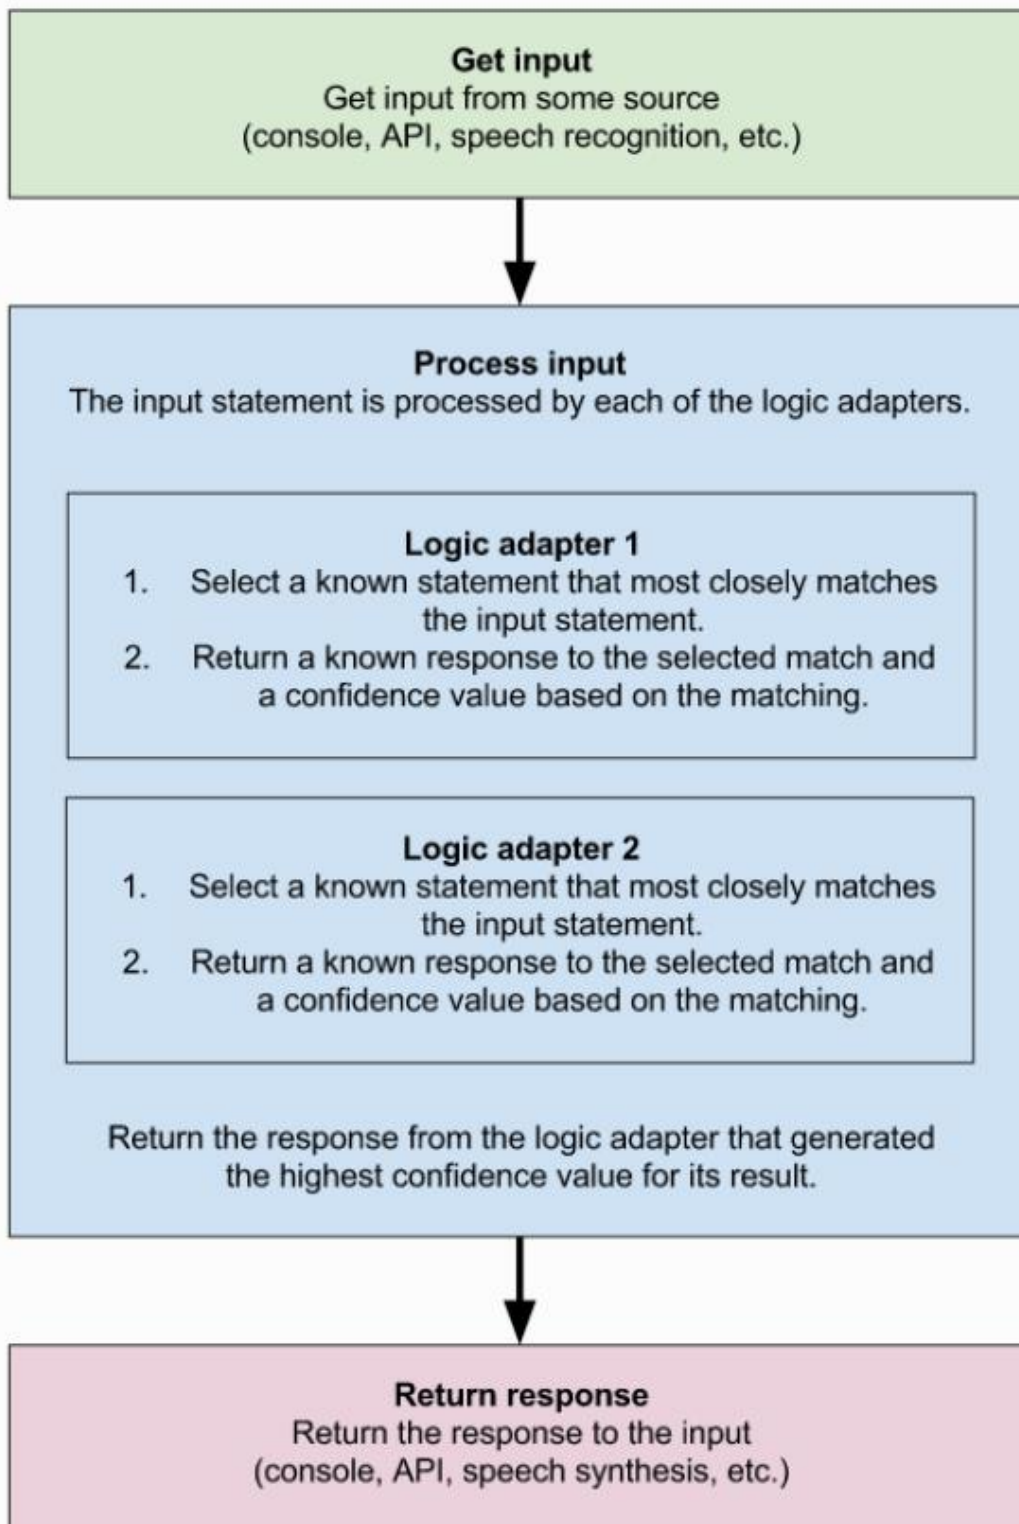 Get input
Get input from some source
(console, API, speech recognition, etc.)
Process input
The input statement is processed by each of the logic adapters.
Logic adapter 1
1. Select a known statement that most closely matches
the input statement.
2. Return a known response to the selected match and
a confidence value based on the matching.
Logic adapter 2
1. Select a known statement that most closely matches
the input statement.
2. Return a known response to the selected match and
a confidence value based on the matching.
Return the response from the logic adapter that generated
the highest confidence value for its result.
Return response
Return the response to the input
(console, API, speech synthesis, etc.)